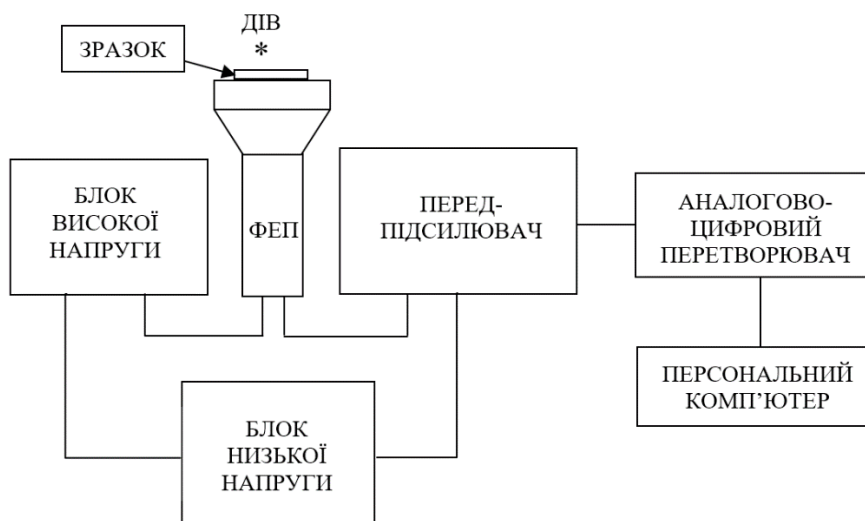 ДІВ
*
ЗРАЗОК
БЛОК
ВИСОКОЇ
НАПРУГИ
ФЕП
ПЕРЕД-
ПІДСИЛЮВАЧ
АНАЛОГОВО-
ЦИФРОВИЙ
ПЕРЕТВОРЮВАЧ
ПЕРСОНАЛЬНИЙ
КОМП’ЮТЕР
БЛОК
НИЗЬКОЇ
НАПРУГИ